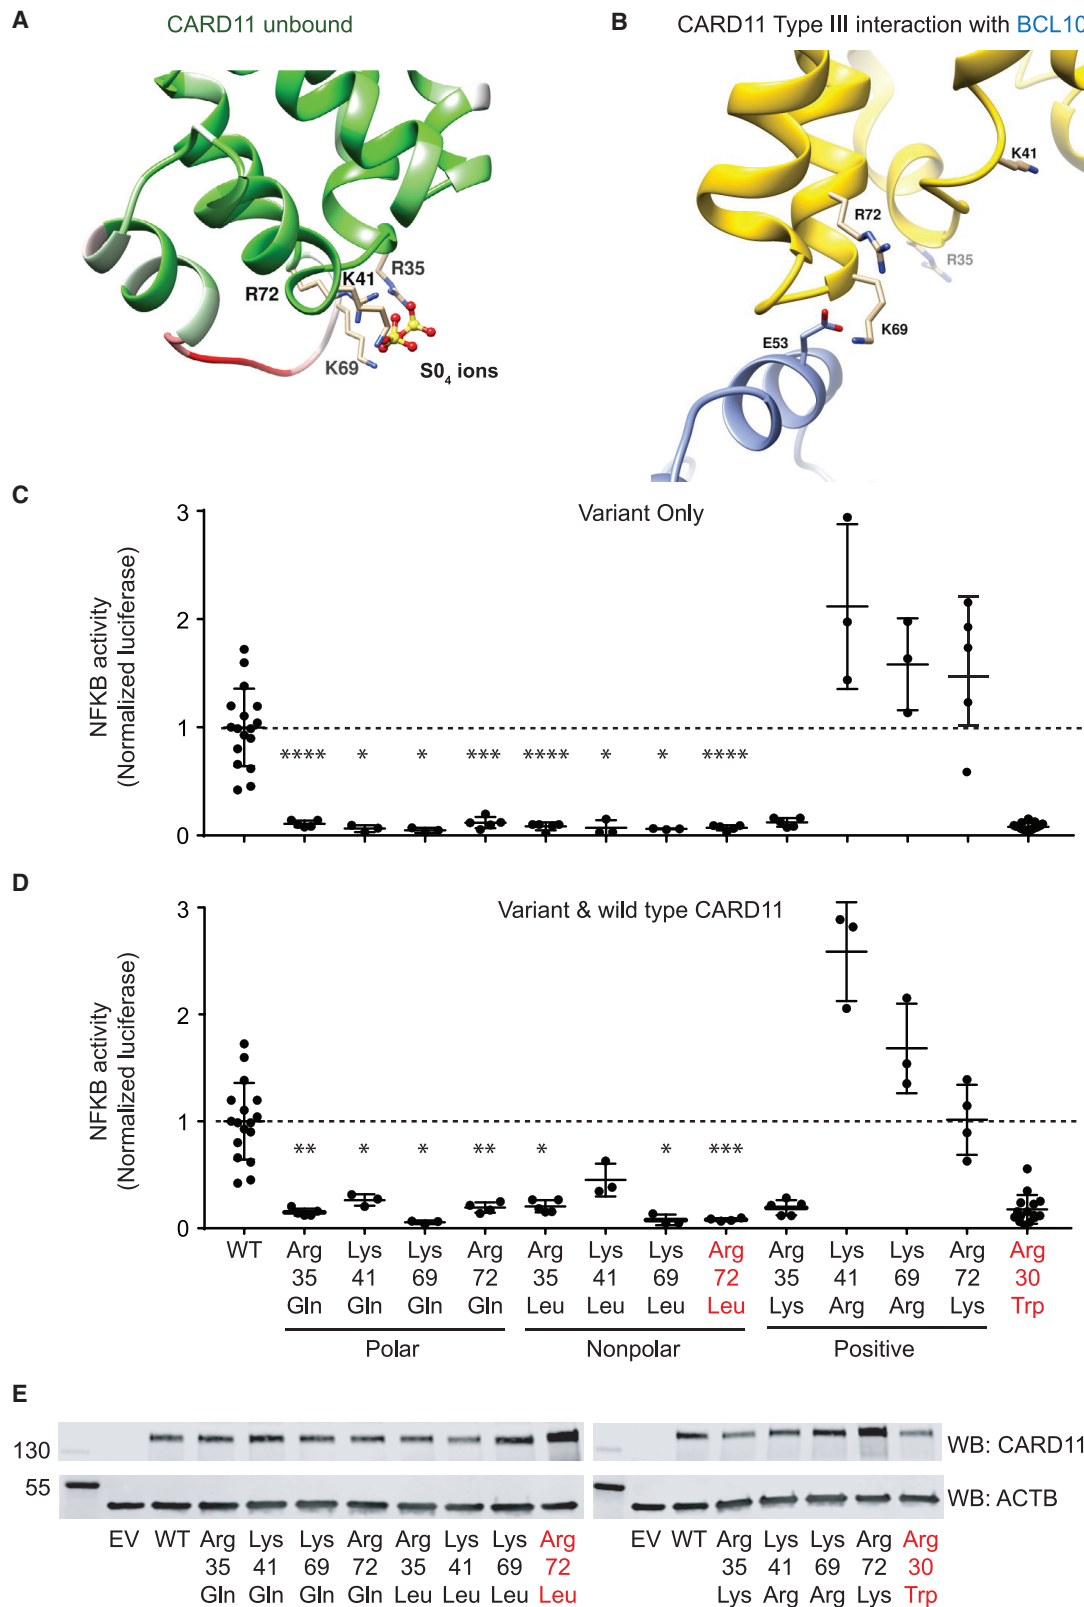 A
CARD11 unbound
R72
K41
R35
K69
S0₄ ions
B
CARD11 Type III interaction with BCL10
K41
R72
R35
K69
E53
C
Variant Only
NFKB activity
(Normalized luciferase)
3
2
1
0
**** * * *** **** * * ****
D
Variant & wild type CARD11
NFKB activity
(Normalized luciferase)
3
2
1
0
** * * ** * * ***
WT Arg Lys Lys Arg Arg Lys Lys Arg Arg Lys Lys Arg Arg
35 41 69 72 35 41 69 72 35 41 69 72 30
Gln Gln Gln Gln Leu Leu Leu Leu Lys Arg Arg Lys Trp
Polar Nonpolar Positive
E
130
WB: CARD11
55
WB: ACTB
EV WT Arg Lys Lys Arg Arg Lys Lys Arg EV WT Arg Lys Lys Arg Arg
35 41 69 72 35 41 69 72 35 41 69 72 30
Gln Gln Gln Gln Leu Leu Leu Leu Lys Arg Arg Lys Trp